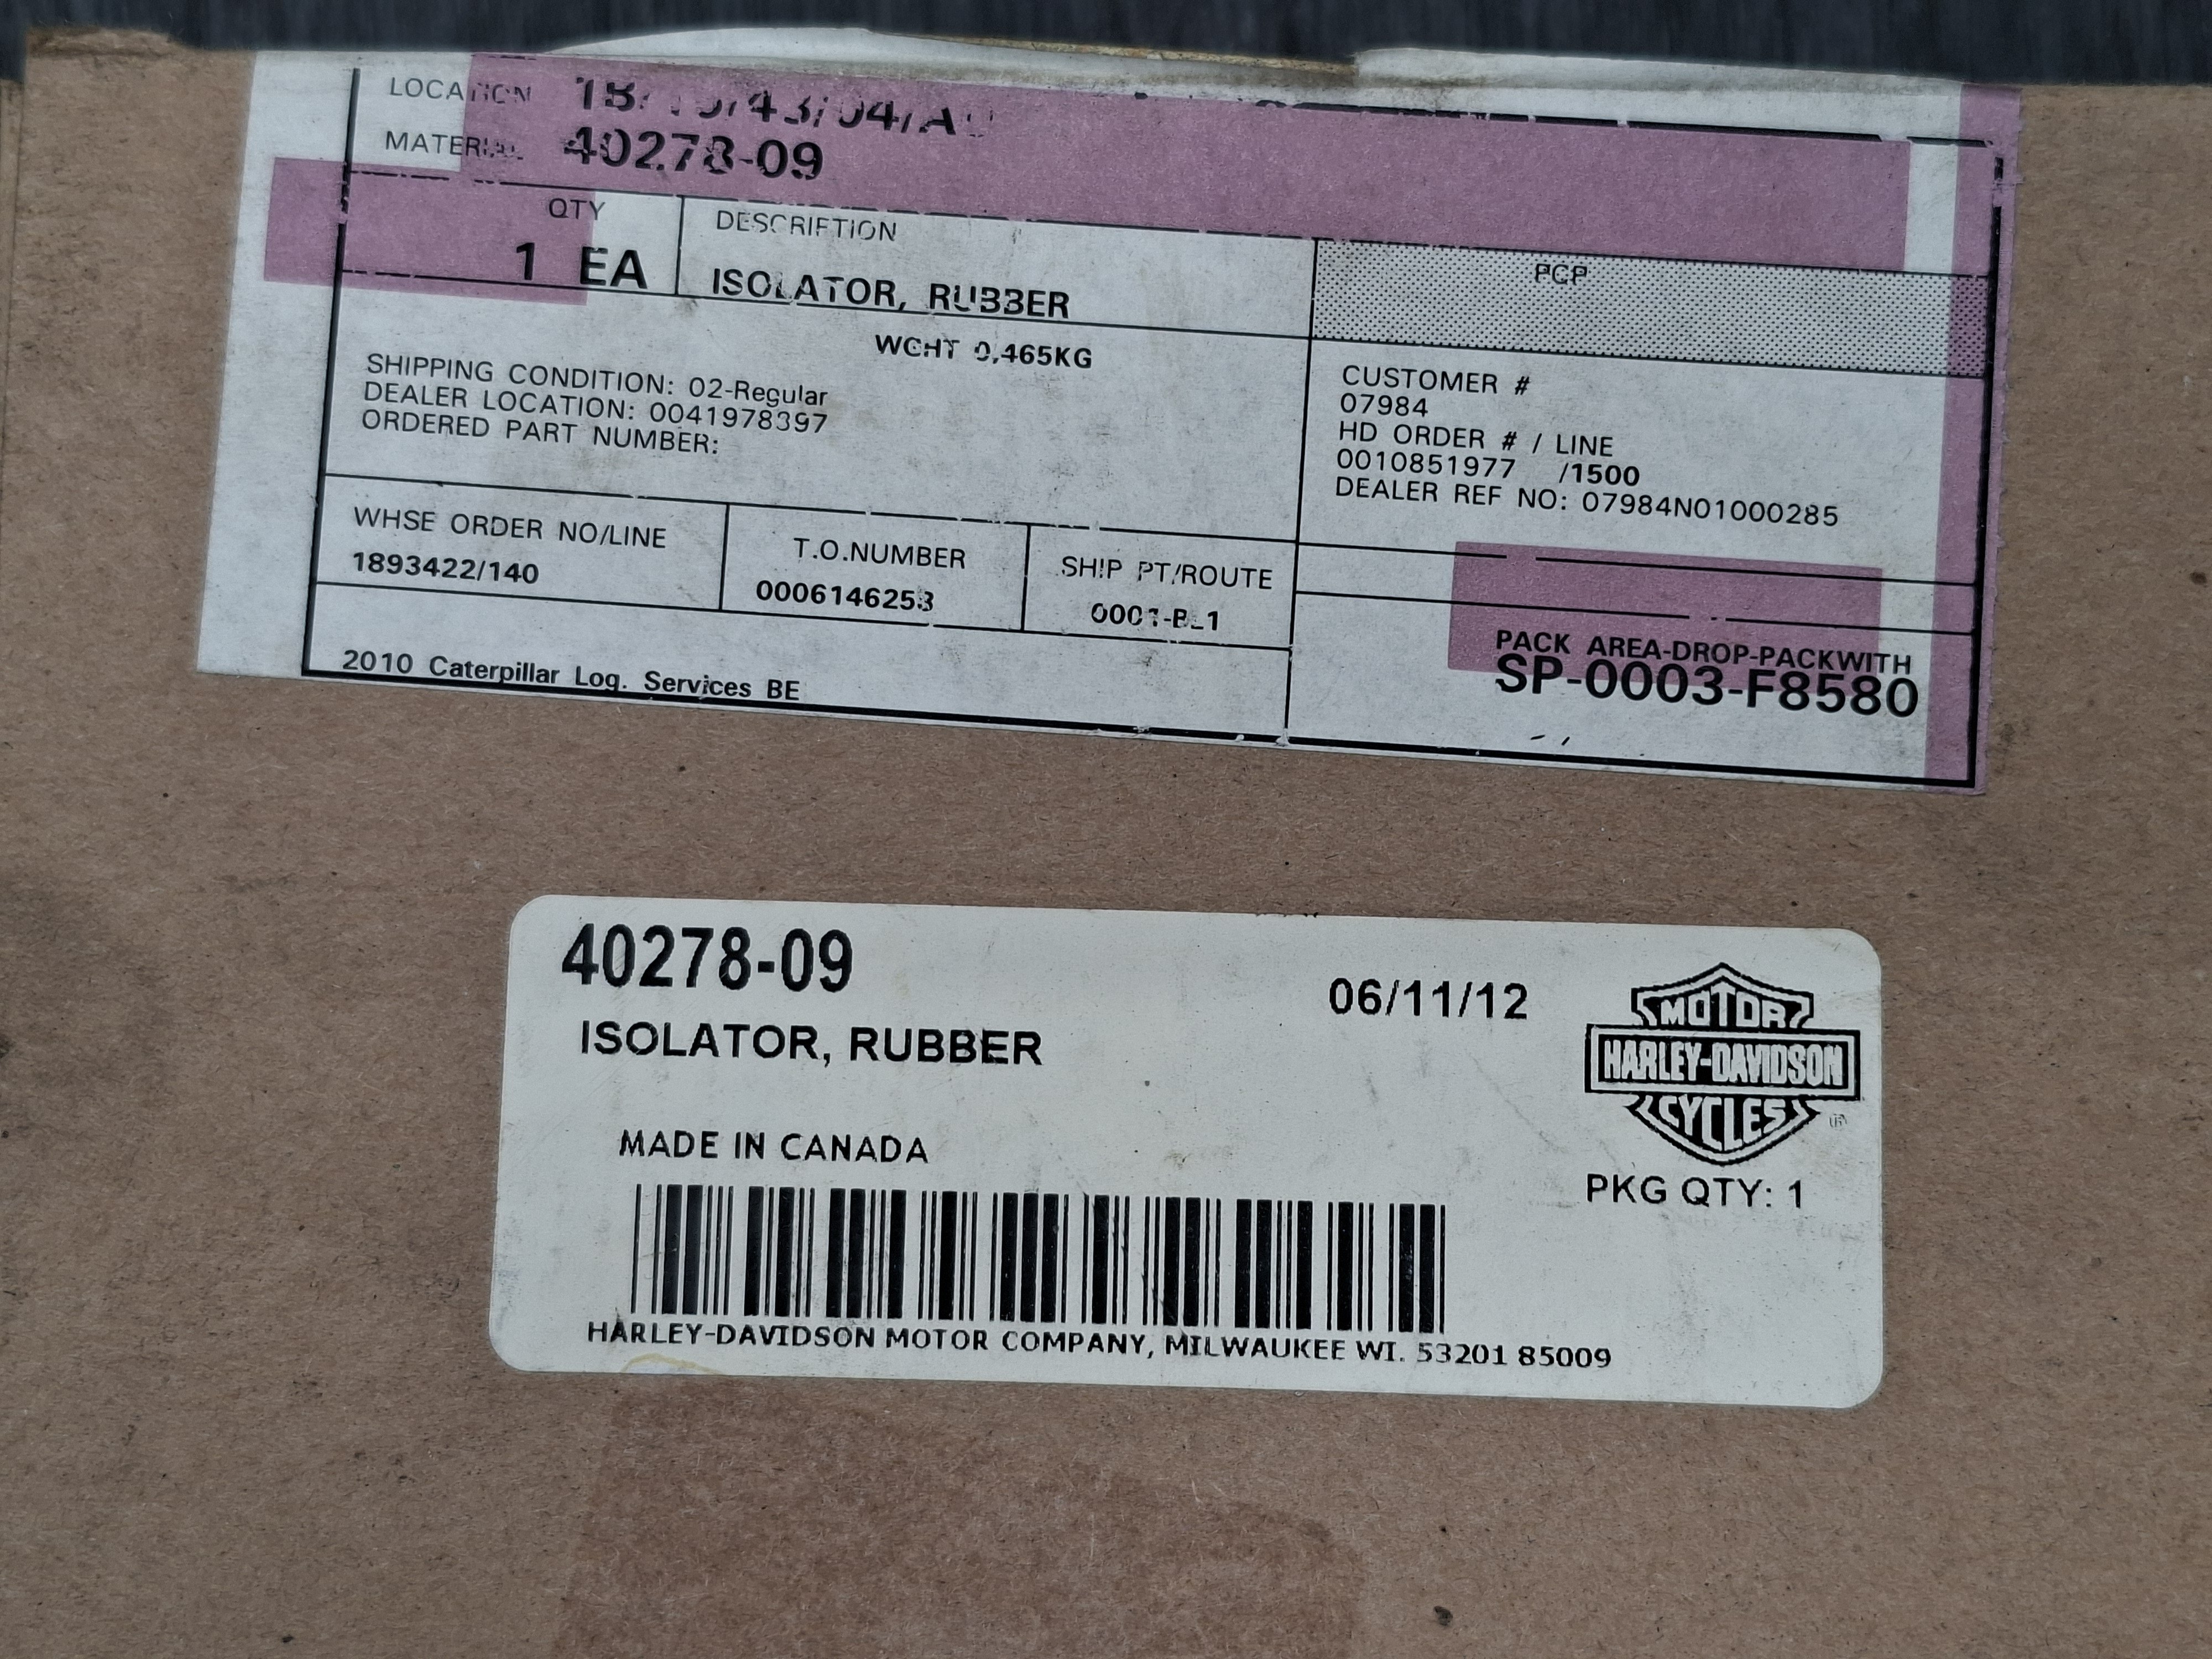 LOCATION
MATERIAL 40278-09
QTY
1 EA
DESCRIPTION
ISOLATOR, RUBBER
PCP
WGHT 0.465KG
SHIPPING CONDITION: 02-Regular
DEALER LOCATION: 0041978397
ORDERED PART NUMBER:
CUSTOMER #
07984
HD ORDER # / LINE
0010851977 /1500
DEALER REF NO: 07984N01000285
WHSE ORDER NO/LINE
1893422/140
T.O.NUMBER
SHIP PT/ROUTE
PACK AREA-DROP-PACKWITH
SP-0003-F8580
2010 Caterpillar Log. Services BE
40278-09
ISOLATOR, RUBBER
06/11/12
MOTOR
HARLEY-DAVIDSON
CYCLES
®
MADE IN CANADA
PKG QTY: 1
HARLEY-DAVIDSON MOTOR COMPANY, MILWAUKEE WI. 53201 85009